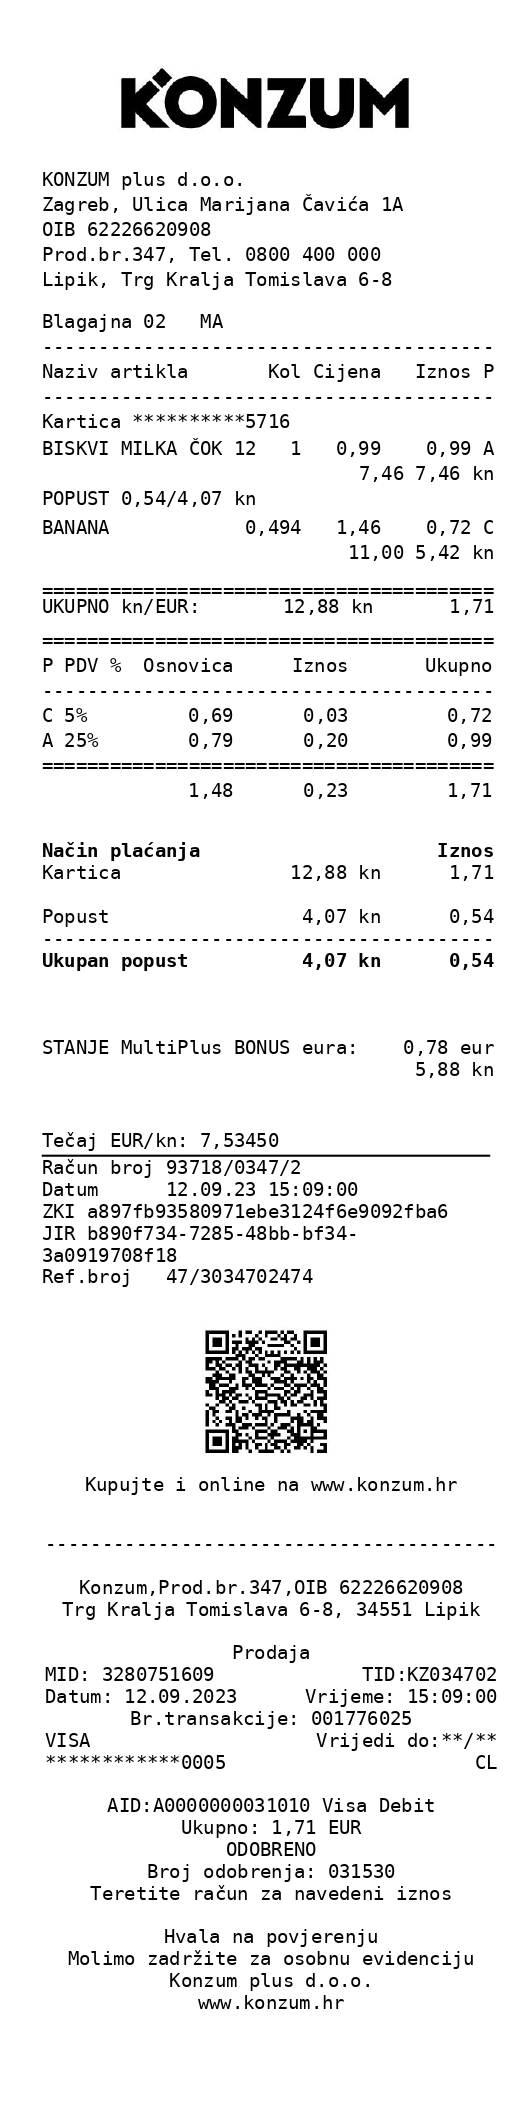 KONZUM
KONZUM plus d.o.o.
Zagreb, Ulica Marijana Čavića 1A
OIB 62226620908
Prod.br.347, Tel. 0800 400 000
Lipik, Trg Kralja Tomislava 6-8
Blagajna 02   MA
----------------------------------------
Naziv artikla       Kol Cijena   Iznos P
----------------------------------------
Kartica **********5716
BISKVI MILKA ČOK 12   1   0,99    0,99 A
7,46 7,46 kn
POPUST 0,54/4,07 kn
BANANA            0,494   1,46    0,72 C
11,00 5,42 kn
========================================
UKUPNO kn/EUR:       12,88 kn       1,71
========================================
P PDV %  Osnovica     Iznos       Ukupno
----------------------------------------
C 5%         0,69      0,03         0,72
A 25%        0,79      0,20         0,99
========================================
1,48      0,23         1,71
Način plaćanja                     Iznos
Kartica               12,88 kn      1,71
Popust                 4,07 kn      0,54
----------------------------------------
Ukupan popust          4,07 kn      0,54
STANJE MultiPlus BONUS eura:    0,78 eur
5,88 kn
Tečaj EUR/kn: 7,53450
Račun broj 93718/0347/2
Datum      12.09.23 15:09:00
ZKI a897fb93580971ebe3124f6e9092fba6
JIR b890f734-7285-48bb-bf34-
3a0919708f18
Ref.broj   47/3034702474
Kupujte i online na www.konzum.hr
----------------------------------------
Konzum,Prod.br.347,OIB 62226620908
Trg Kralja Tomislava 6-8, 34551 Lipik
Prodaja
MID: 3280751609             TID:KZ034702
Datum: 12.09.2023      Vrijeme: 15:09:00
Br.transakcije: 001776025
VISA                    Vrijedi do:**/**
************0005                      CL
AID:A0000000031010 Visa Debit
Ukupno: 1,71 EUR
ODOBRENO
Broj odobrenja: 031530
Teretite račun za navedeni iznos
Hvala na povjerenju
Molimo zadržite za osobnu evidenciju
Konzum plus d.o.o.
www.konzum.hr